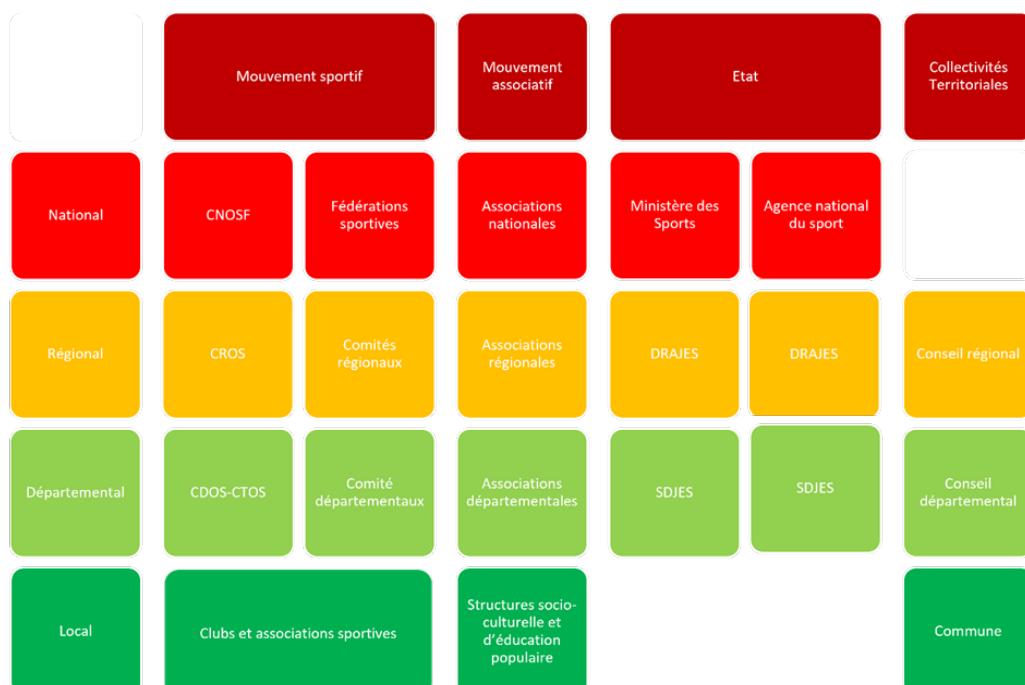 Mouvement sportif
Mouvement
associatif
Etat
Collectivités
Territoriales
National
CNOSF
Fédérations
sportives
Associations
nationales
Ministère des
Sports
Agence national
du sport
Régional
CROS
Comités
régionaux
Associations
régionales
DRAJES
DRAJES
Conseil régional
Départemental
CDOS-CTOS
Comité
départementaux
Associations
départementales
SDJES
SDJES
Conseil
départemental
Local
Clubs et associations sportives
Structures socio-
culturelle et
d'éducation
populaire
Commune